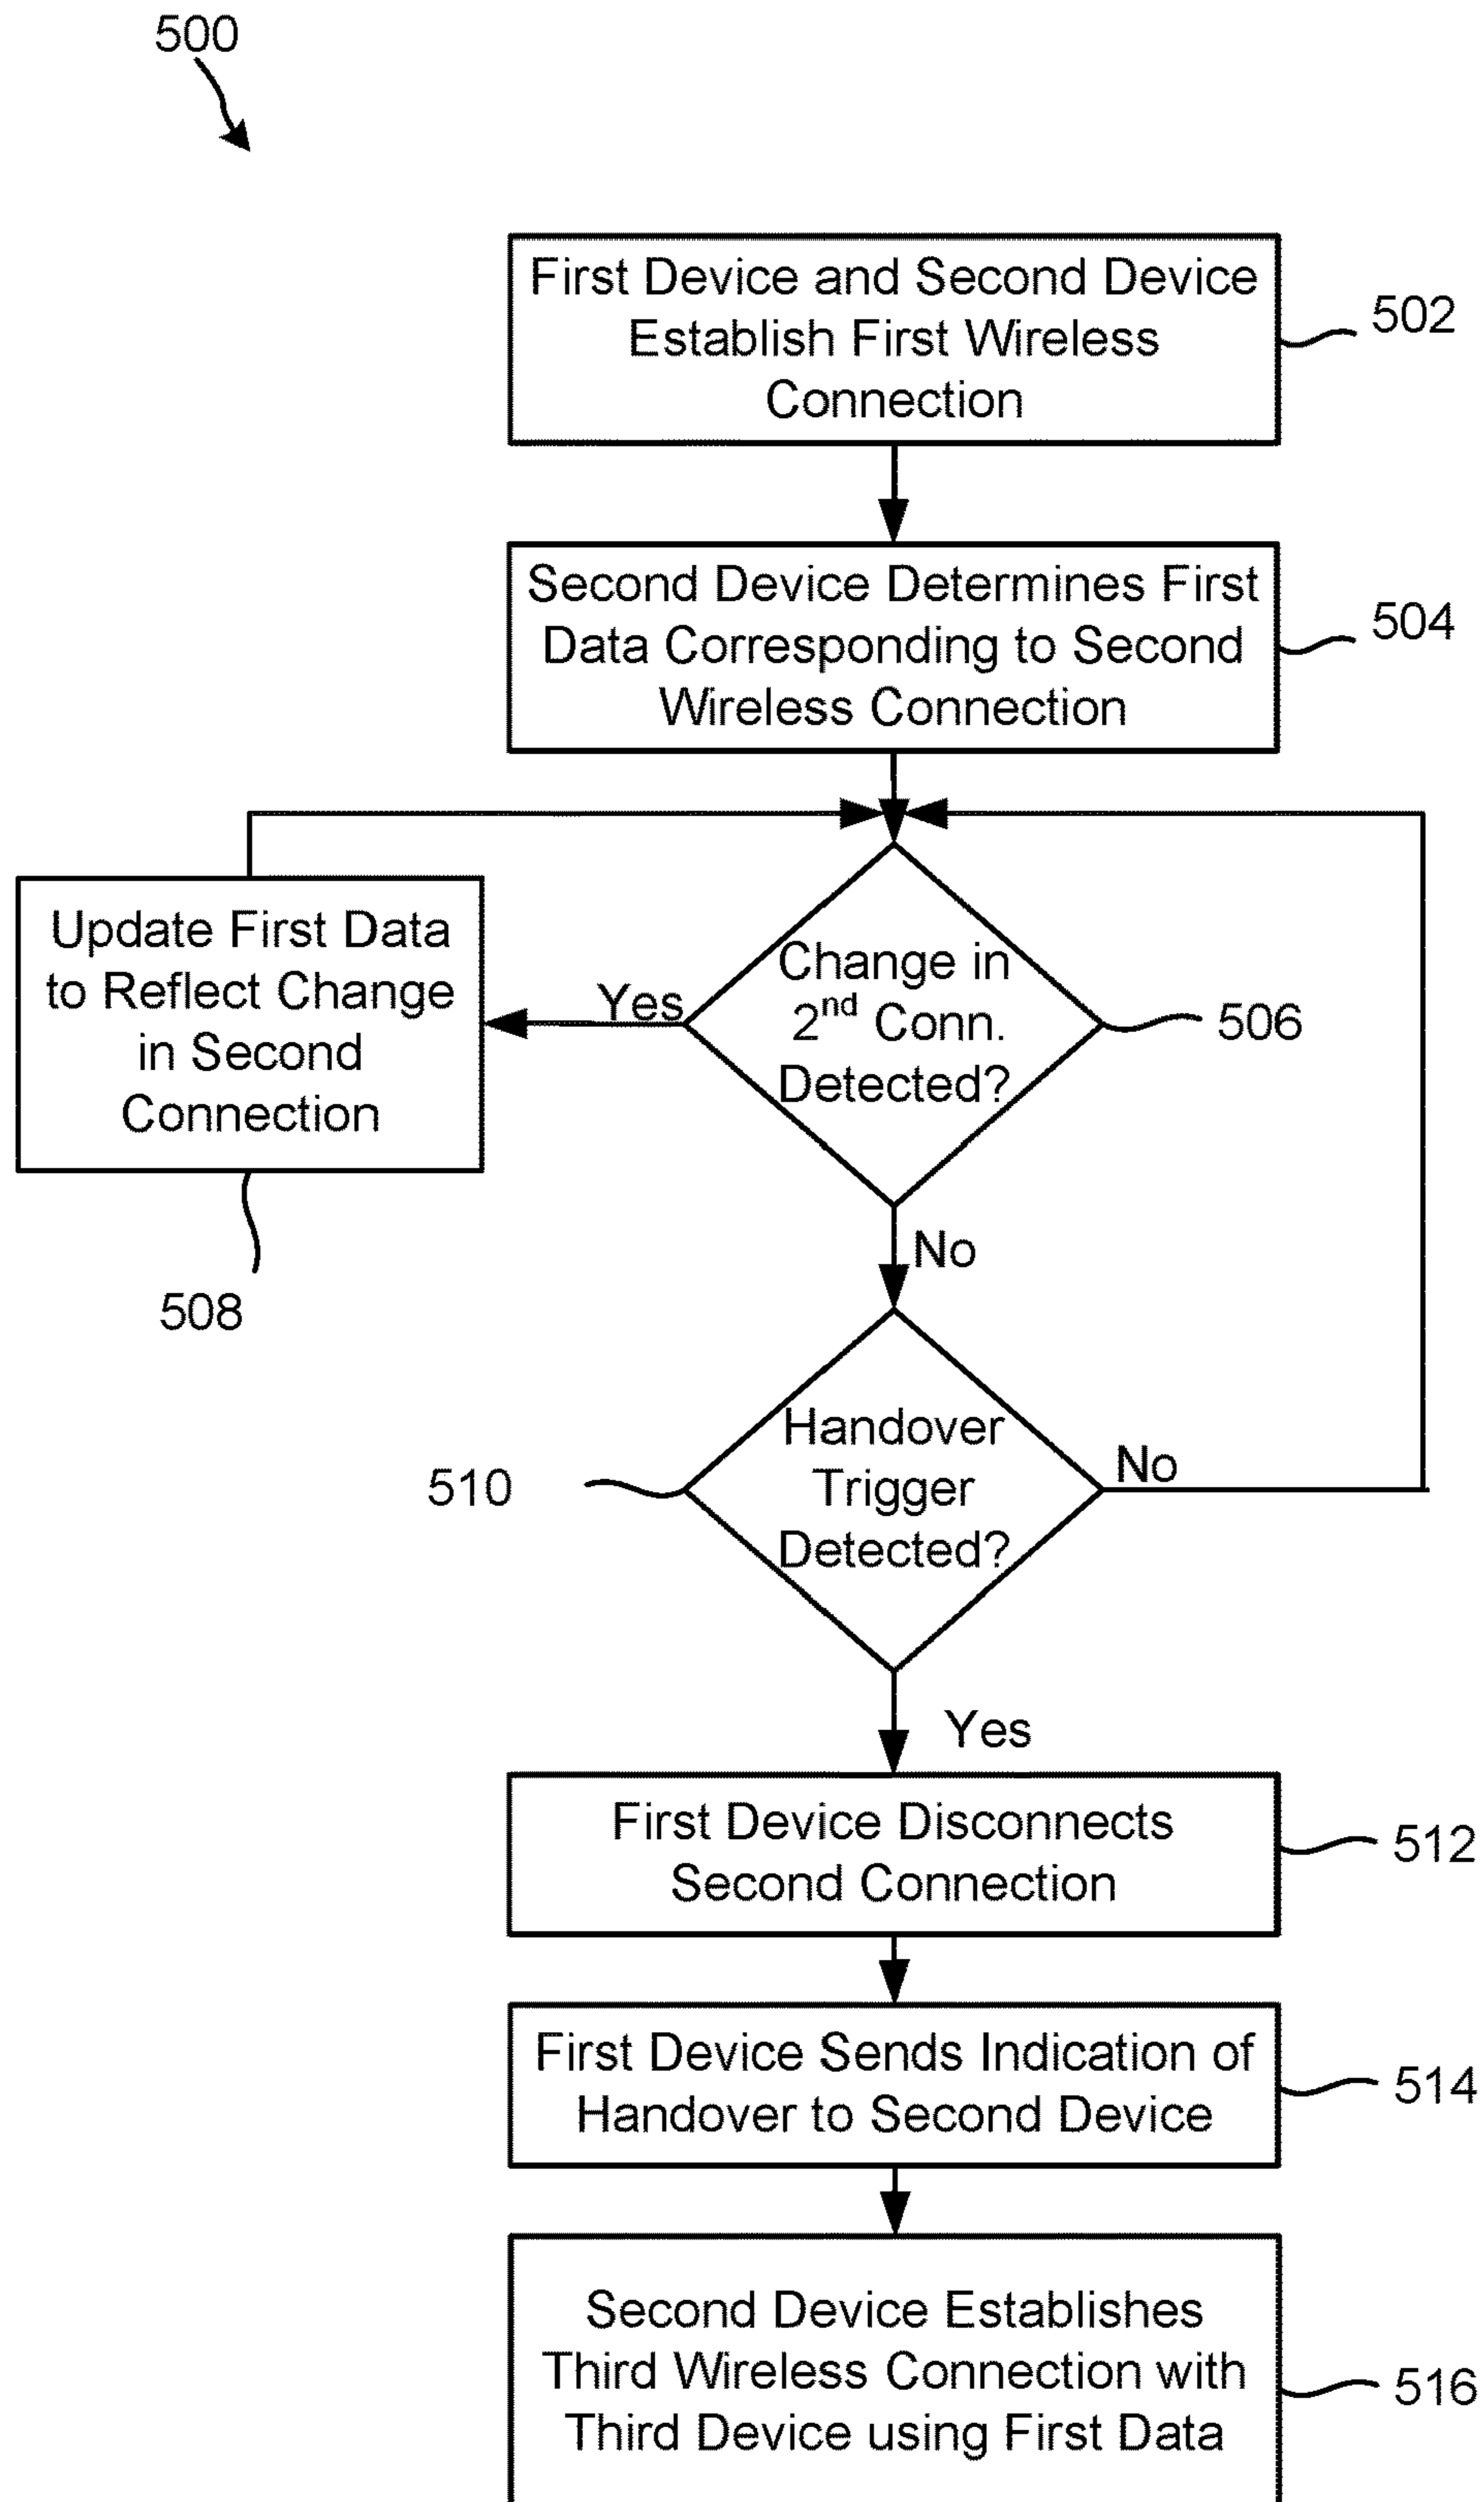 500
First Device and Second Device
Establish First Wireless
Connection
502
Second Device Determines First
Data Corresponding to Second
Wireless Connection
504
Update First Data
to Reflect Change
in Second
Connection
508
Yes
Change in
2nd Conn.
Detected?
506
No
510
Handover
Trigger
Detected?
No
Yes
First Device Disconnects
Second Connection
512
First Device Sends Indication of
Handover to Second Device
514
Second Device Establishes
Third Wireless Connection with
Third Device using First Data
516